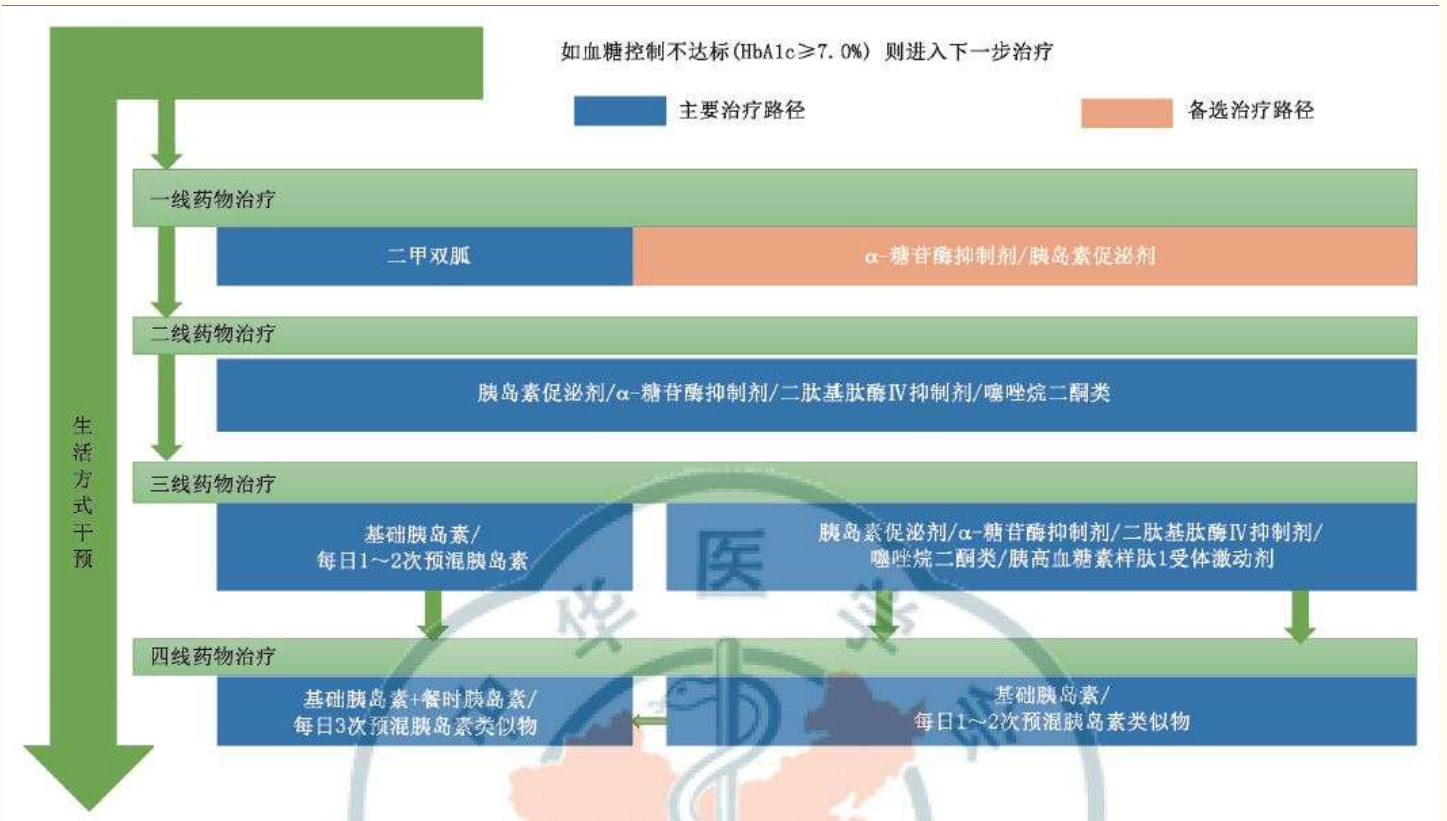 如血糖控制不达标(HbA1c≥7.0%) 则进入下一步治疗
主要治疗路径
备选治疗路径
一线药物治疗
二甲双胍
α-糖苷酶抑制剂/胰岛素促泌剂
二线药物治疗
胰岛素促泌剂/α-糖苷酶抑制剂/二肽基肽酶Ⅳ抑制剂/噻唑烷二酮类
三线药物治疗
基础胰岛素/
每日1~2次预混胰岛素
胰岛素促泌剂/α-糖苷酶抑制剂/二肽基肽酶Ⅳ抑制剂/
噻唑烷二酮类/胰高血糖素样肽1受体激动剂
四线药物治疗
基础胰岛素+餐时胰岛素/
每日3次预混胰岛素类似物
基础胰岛素/
每日1~2次预混胰岛素类似物
生活方式干预
中华医学会